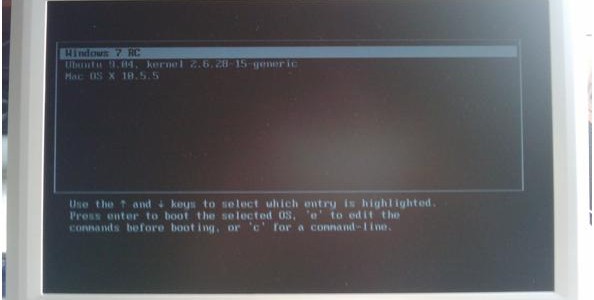 Windows 7 RC
Ubuntu 9.04, kernel 2.6.28-15-generic
Mac OS X 10.5.5
Use the ↑ and ↓ keys to select which entry is highlighted.
Press enter to boot the selected OS, 'e' to edit the
commands before booting, or 'c' for a command-line.